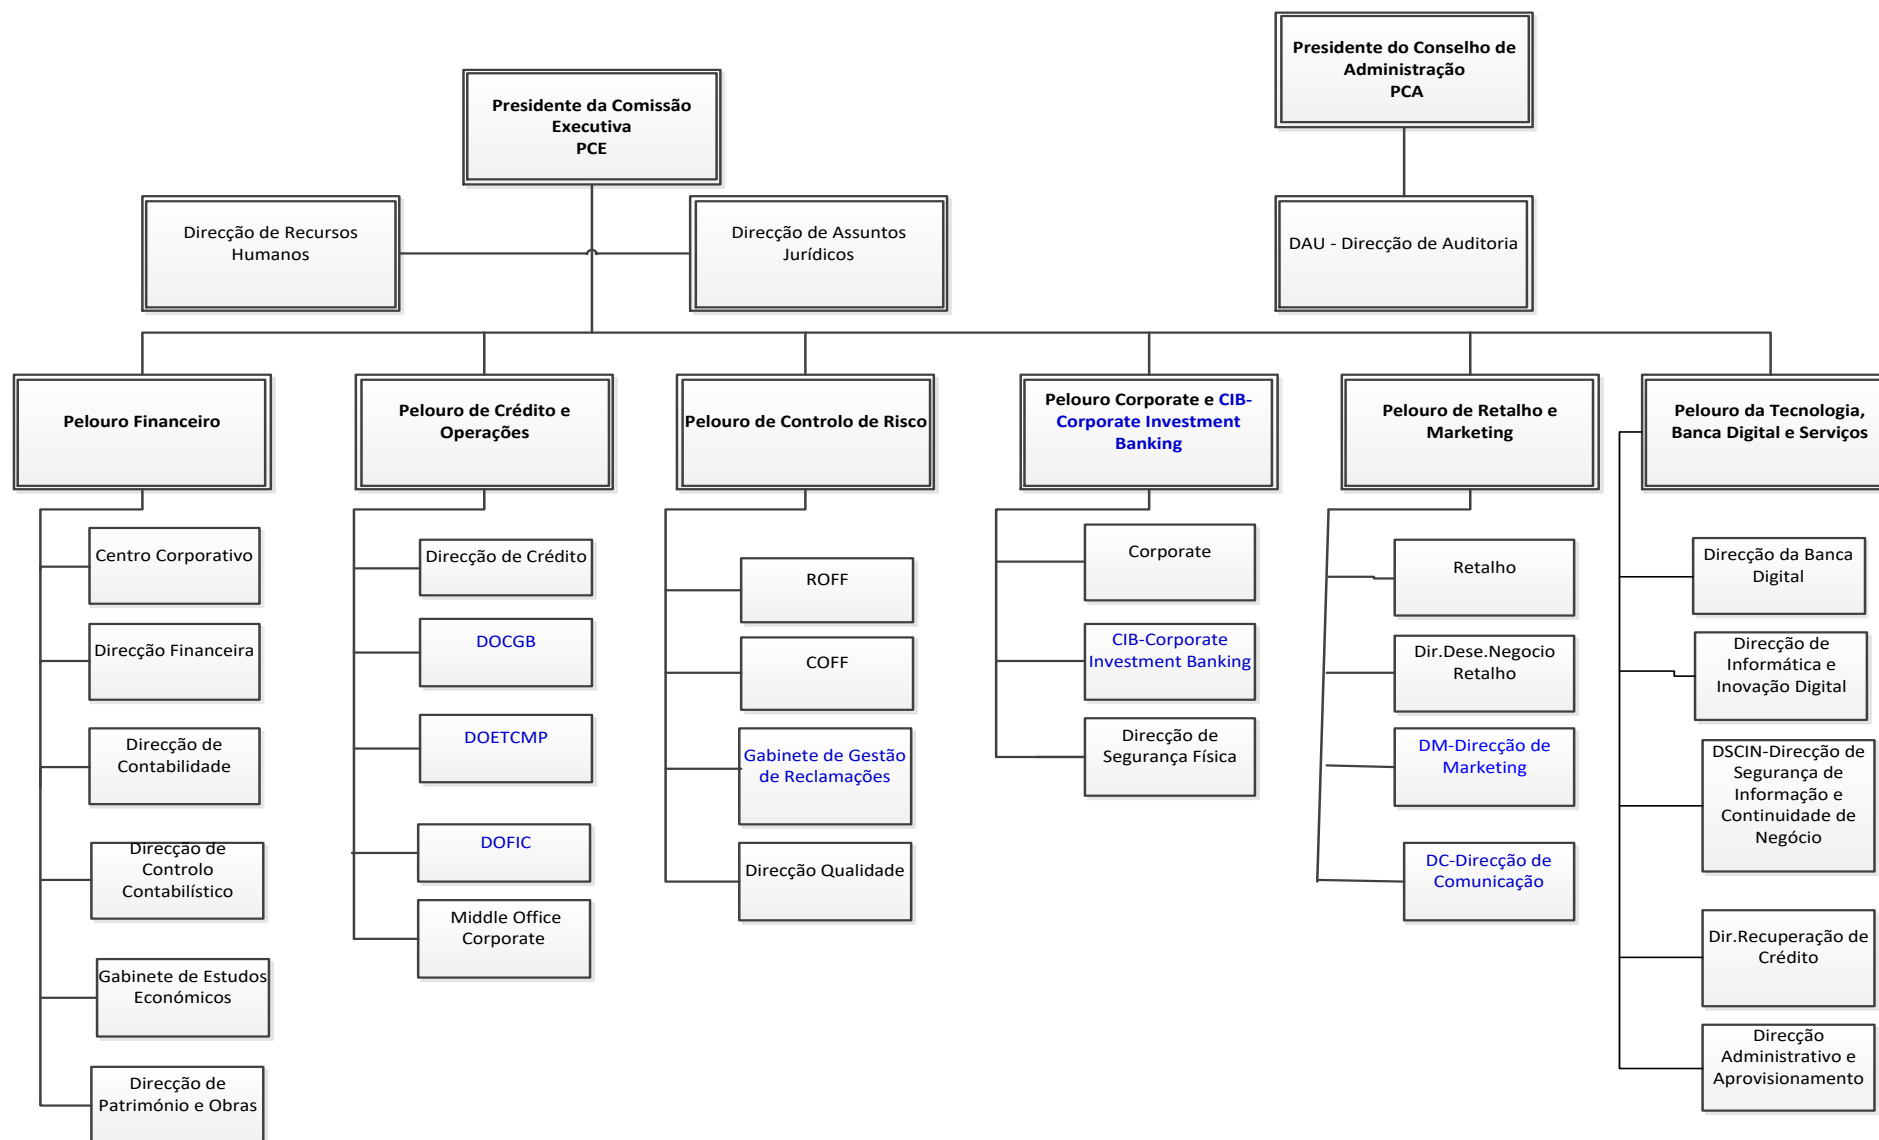 Presidente do Conselho de
Administração
PCA
Presidente da Comissão
Executiva
PCE
Direcção de Recursos
Humanos
Direcção de Assuntos
Jurídicos
DAU - Direcção de Auditoria
Pelouro Financeiro
Pelouro de Crédito e
Operações
Pelouro de Controlo de Risco
Pelouro Corporate e CIB-
Corporate Investment
Banking
Pelouro de Retalho e
Marketing
Pelouro da Tecnologia,
Banca Digital e Serviços
Centro Corporativo
Direcção Financeira
Direcção de
Contabilidade
Direcção de
Controlo
Contabilístico
Gabinete de Estudos
Económicos
Direcção de
Património e Obras
Direcção de Crédito
DOCGB
DOETCMP
DOFIC
Middle Office
Corporate
ROFF
COFF
Gabinete de Gestão
de Reclamações
Direcção Qualidade
Corporate
CIB-Corporate
Investment Banking
Direcção de
Segurança Física
Retalho
Dir.Dese.Negocio
Retalho
DM-Direcção de
Marketing
DC-Direcção de
Comunicação
Direcção da Banca
Digital
Direcção de
Informática e
Inovação Digital
DSCIN-Direcção de
Segurança de
Informação e
Continuidade de
Negócio
Dir.Recuperação de
Crédito
Direcção
Administrativo e
Aprovisionamento